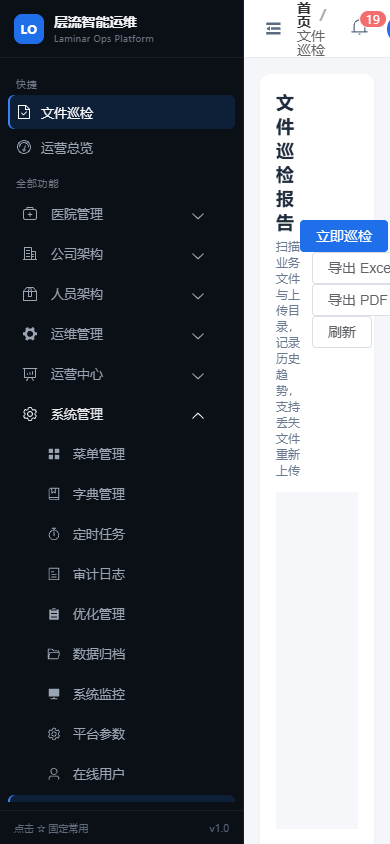 LO
层流智能运维
Laminar Ops Platform
快捷
文件巡检
运营总览
全部功能
医院管理
公司架构
人员架构
运维管理
运营中心
系统管理
菜单管理
字典管理
定时任务
审计日志
优化管理
数据归档
系统监控
平台参数
在线用户
点击 ☆ 固定常用
v1.0
首页 /
文件巡检
19
文件巡检报告
扫描
业务
文件
与上
传目
录，
记录
历史
趋
势，
支持
丢失
文件
重新
上传
立即巡检
导出 Exce
导出 PDF
刷新